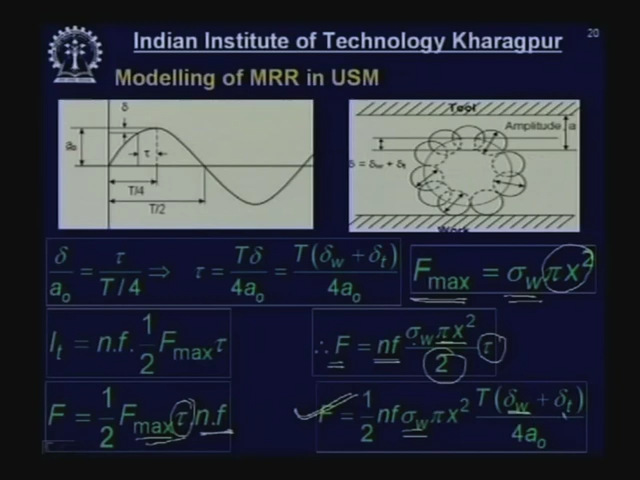 20
Indian Institute of Technology Kharagpur
Modelling of MRR in USM
δ
a₀
τ
T/4
T/2
Tool
Amplitude
a
δ = δw + δt
Work
δ/a₀ = τ/(T/4) ⇒ τ = Tδ/4a₀ = T(δw + δt)/4a₀
Fmax = σw πx²
It = n.f. 1/2 Fmax τ
∴ F = nf σw πx²/2 τ
F = 1/2 Fmax τ. n.f
F = 1/2 nf σw πx² T(δw + δt)/4a₀